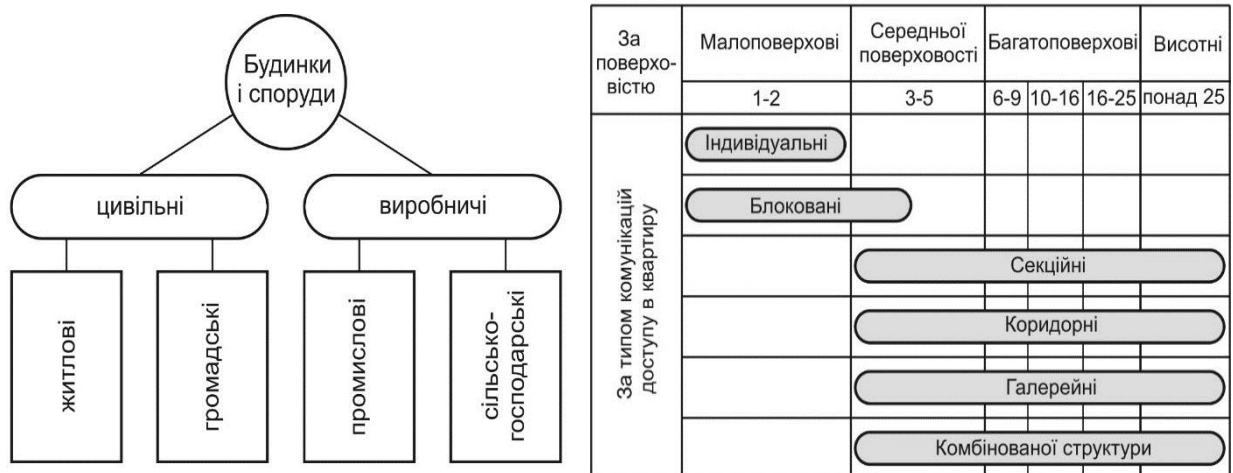 Будинки
і споруди
цивільні
виробничі
житлові
громадські
промислові
сільсько-
господарські
За
поверхо-
вістю
Малоповерхові
Середньої
поверховості
Багатоповерхові
Висотні
1-2
3-5
6-9
10-16
16-25
понад 25
За типом комунікацій
доступу в квартиру
Індивідуальні
Блоковані
Секційні
Коридорні
Галерейні
Комбінованої структури